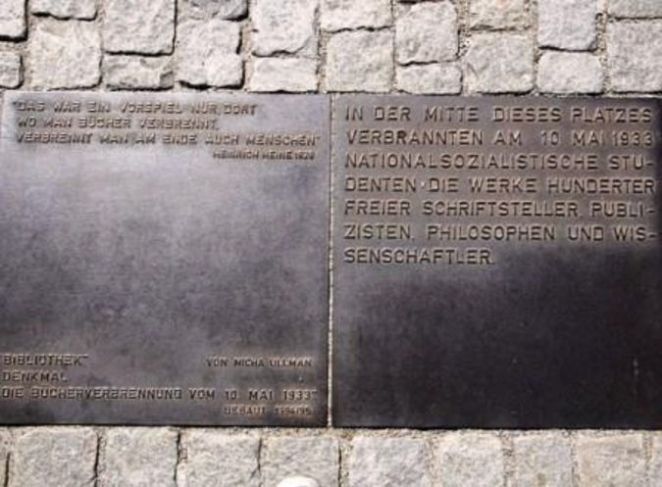 "DAS WAR EIN VORSPIEL NUR DORT
WO MAN BÜCHER VERBRENNT,
VERBRENNT MAN AM ENDE AUCH MENSCHEN"
HEINRICH HEINE 1820
"BIBLIOTHEK"
VON MICHA ULLMAN
DENKMAL
DIE BÜCHERVERBRENNUNG VOM 10. MAI 1933"
GEBAUT 1994/95
IN DER MITTE DIESES PLATZES
VERBRANNTEN AM 10 MAI 1933
NATIONALSOZIALISTISCHE STU-
DENTEN DIE WERKE HUNDERTER
FREIER SCHRIFTSTELLER, PUBLI-
ZISTEN, PHILOSOPHEN UND WIS-
SENSCHAFTLER.